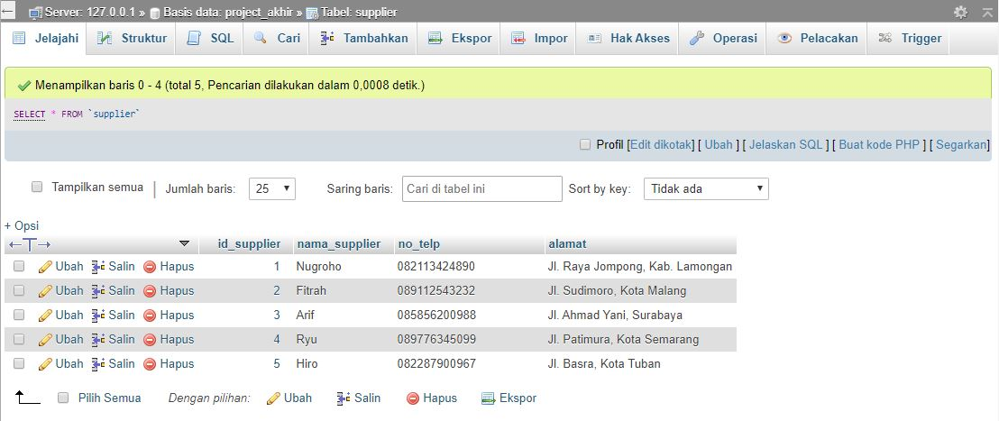 Server: 127.0.0.1 » Basis data: project_akhir » Tabel: supplier
Jelajahi Struktur SQL Cari Tambahkan Ekspor Impor Hak Akses Operasi Pelacakan Trigger
Menampilkan baris 0 - 4 (total 5, Pencarian dilakukan dalam 0,0008 detik.)
SELECT * FROM `supplier`
Profil [Edit dikotak] [ Ubah ] [ Jelaskan SQL ] [ Buat kode PHP ] [ Segarkan]
Tampilkan semua | Jumlah baris: 25 Saring baris: Cari di tabel ini Sort by key: Tidak ada
+ Opsi
←T→ id_supplier nama_supplier no_telp alamat
Ubah Salin Hapus 1 Nugroho 082113424890 Jl. Raya Jompong, Kab. Lamongan
Ubah Salin Hapus 2 Fitrah 089112543232 Jl. Sudimoro, Kota Malang
Ubah Salin Hapus 3 Arif 085856200988 Jl. Ahmad Yani, Surabaya
Ubah Salin Hapus 4 Ryu 089776345099 Jl. Patimura, Kota Semarang
Ubah Salin Hapus 5 Hiro 082287900967 Jl. Basra, Kota Tuban
Pilih Semua Dengan pilihan: Ubah Salin Hapus Ekspor